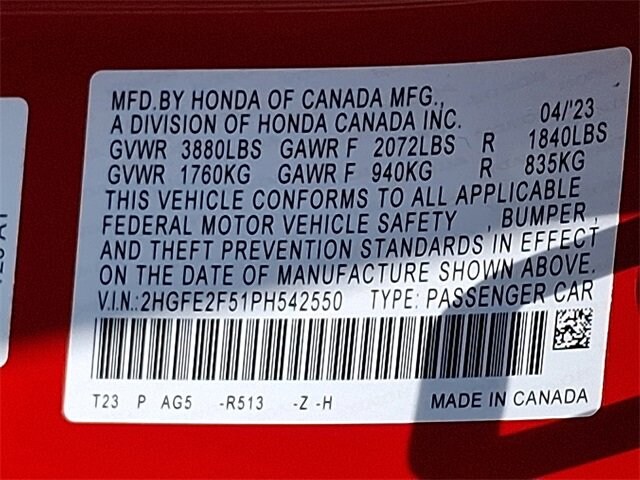 MFD.BY HONDA OF CANADA MFG., 04/'23
A DIVISION OF HONDA CANADA INC.
GVWR 3880LBS GAWR F 2072LBS R 1840LBS
GVWR 1760KG GAWR F 940KG R 835KG
THIS VEHICLE CONFORMS TO ALL APPLICABLE
FEDERAL MOTOR VEHICLE SAFETY , BUMPER ,
AND THEFT PREVENTION STANDARDS IN EFFECT
ON THE DATE OF MANUFACTURE SHOWN ABOVE.
V.I.N.:2HGFE2F51PH542550 TYPE: PASSENGER CAR
T23 P AG5 -R513 -Z -H MADE IN CANADA